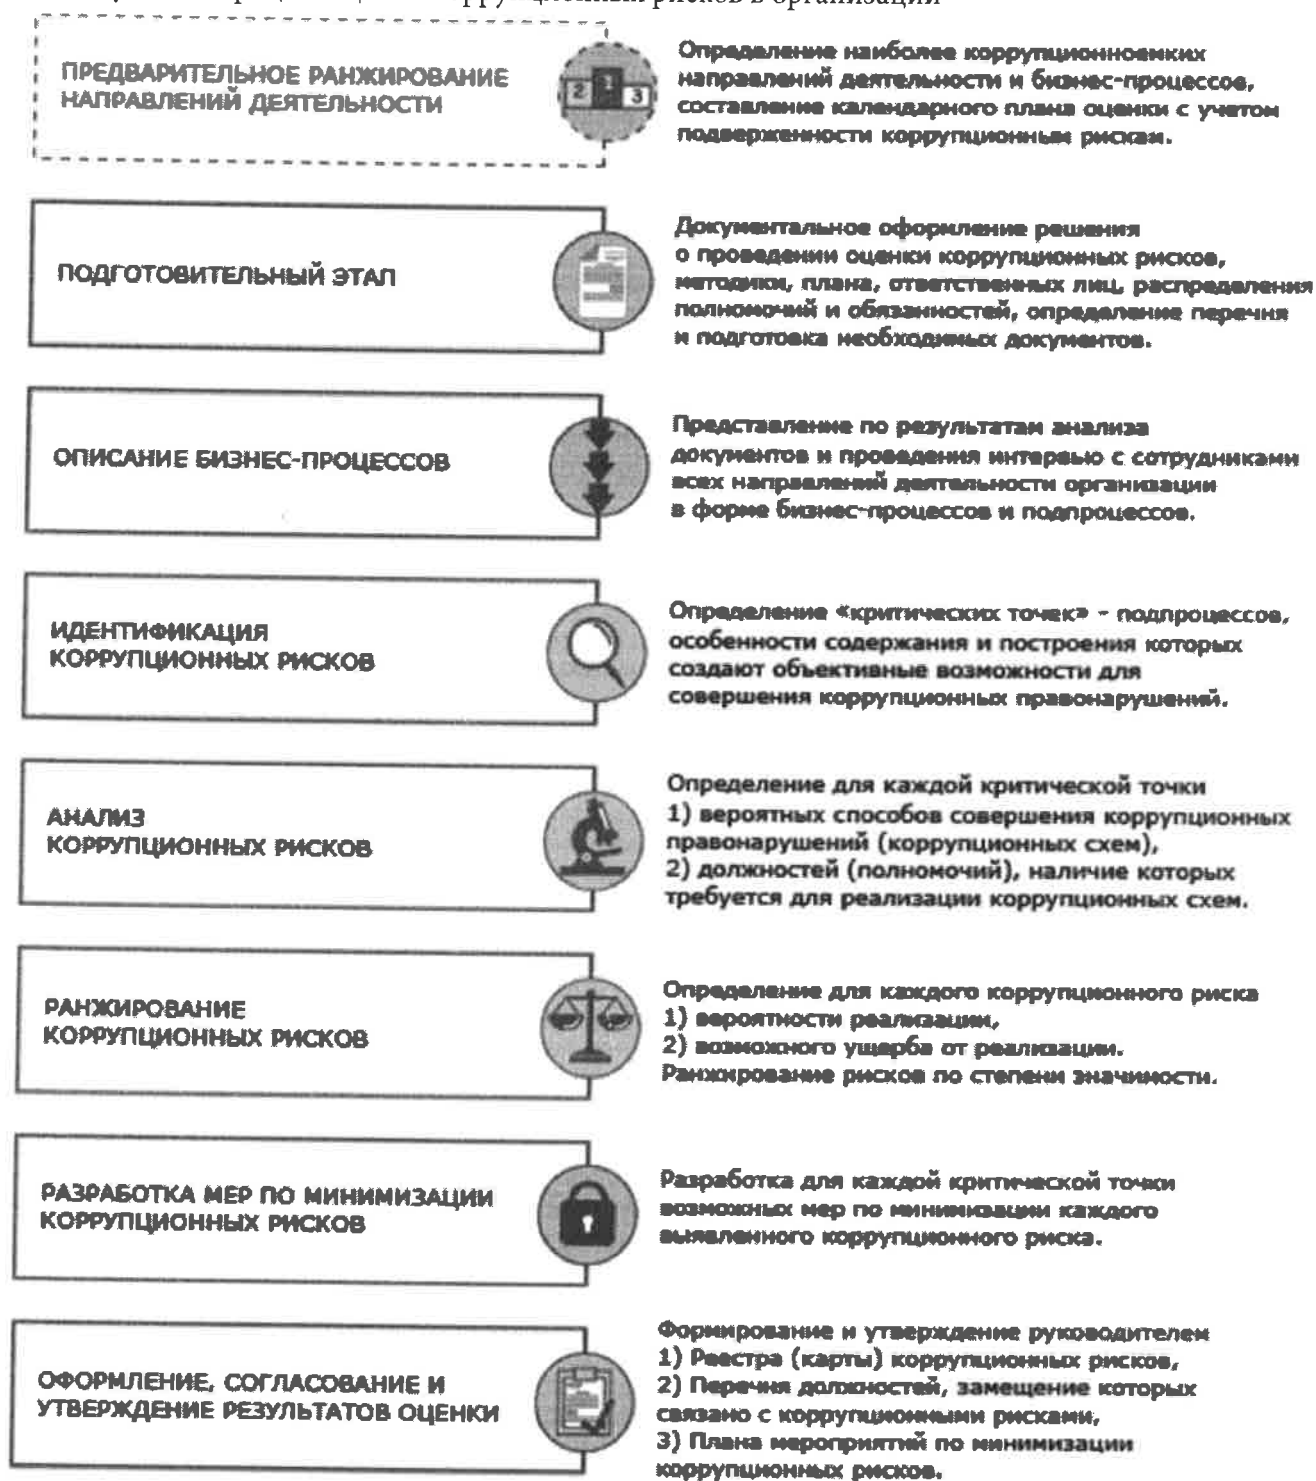 коррупционных рисков в организации
ПРЕДВАРИТЕЛЬНОЕ РАНЖИРОВАНИЕ
НАПРАВЛЕНИЙ ДЕЯТЕЛЬНОСТИ
2 1 3
Определение наиболее коррупционноемких
направлений деятельности и бизнес-процессов,
составление календарного плана оценки с учетом
подверженности коррупционным рискам.
ПОДГОТОВИТЕЛЬНЫЙ ЭТАП
Документальное оформление решения
о проведении оценки коррупционных рисков,
методики, плана, ответственных лиц, распределения
полномочий и обязанностей, определение перечня
и подготовка необходимых документов.
ОПИСАНИЕ БИЗНЕС-ПРОЦЕССОВ
Представление по результатам анализа
документов и проведения интервью с сотрудниками
всех направлений деятельности организации
в форме бизнес-процессов и подпроцессов.
ИДЕНТИФИКАЦИЯ
КОРРУПЦИОННЫХ РИСКОВ
Определение «критических точек» - подпроцессов,
особенности содержания и построения которых
создают объективные возможности для
совершения коррупционных правонарушений.
АНАЛИЗ
КОРРУПЦИОННЫХ РИСКОВ
Определение для каждой критической точки
1) вероятных способов совершения коррупционных
правонарушений (коррупционных схем),
2) должностей (полномочий), наличие которых
требуется для реализации коррупционных схем.
РАНЖИРОВАНИЕ
КОРРУПЦИОННЫХ РИСКОВ
Определение для каждого коррупционного риска
1) вероятности реализации,
2) возможного ущерба от реализации.
Ранжирование рисков по степени значимости.
РАЗРАБОТКА МЕР ПО МИНИМИЗАЦИИ
КОРРУПЦИОННЫХ РИСКОВ
Разработка для каждой критической точки
возможных мер по минимизации каждого
выявленного коррупционного риска.
ОФОРМЛЕНИЕ, СОГЛАСОВАНИЕ И
УТВЕРЖДЕНИЕ РЕЗУЛЬТАТОВ ОЦЕНКИ
Формирование и утверждение руководителем
1) Реестра (карты) коррупционных рисков,
2) Перечня должностей, замещение которых
связано с коррупционными рисками,
3) Плана мероприятий по минимизации
коррупционных рисков.